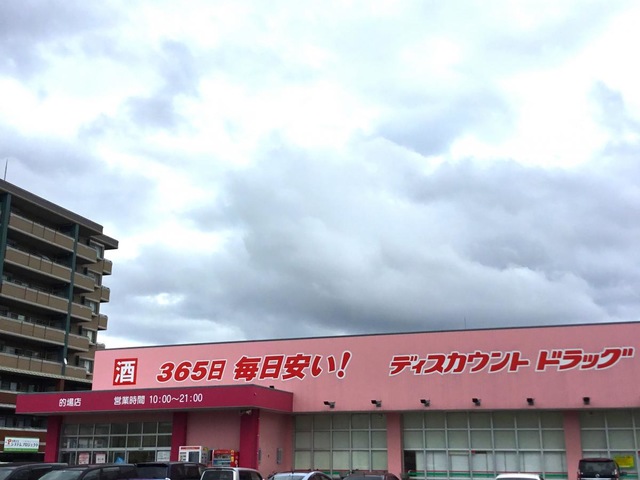 酒 365日 毎日安い! ディスカウント ドラッグ
的場店 営業時間 10:00～21:00